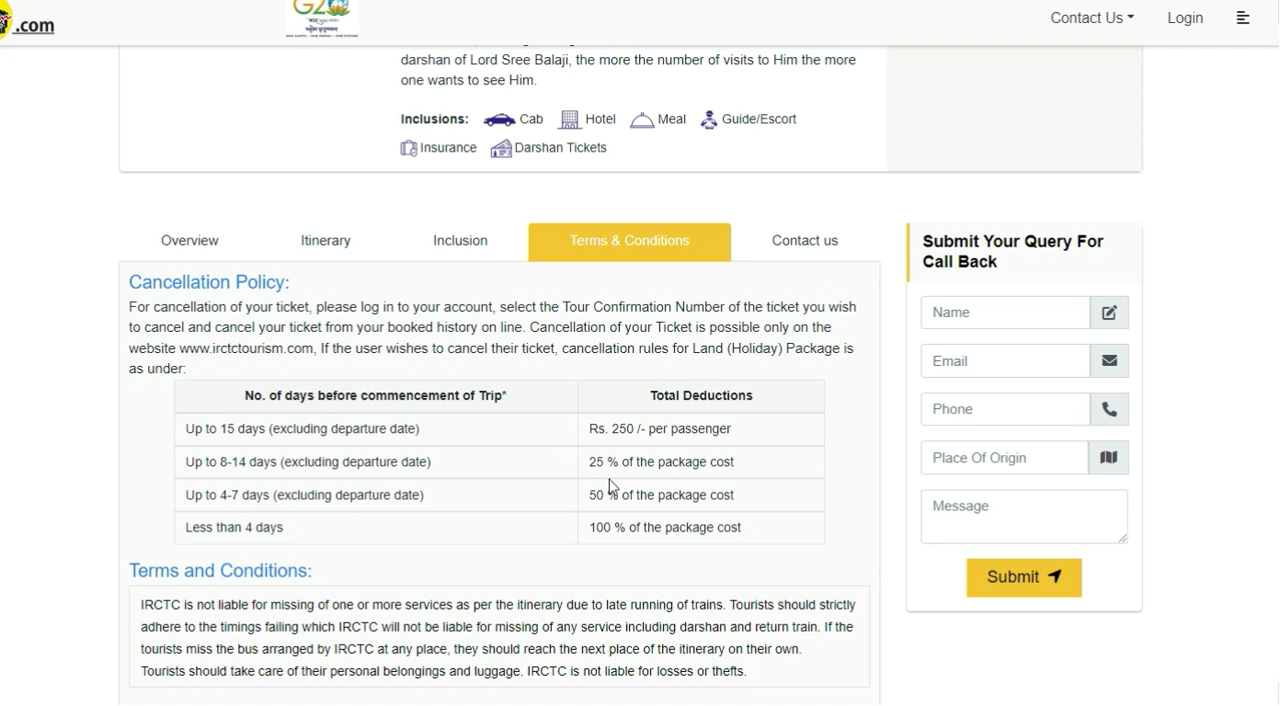 .com
G20
Contact Us
Login
darshan of Lord Sree Balaji, the more the number of visits to Him the more
one wants to see Him.
Inclusions: Cab Hotel Meal Guide/Escort
Insurance Darshan Tickets
Overview Itinerary Inclusion Terms & Conditions Contact us
Cancellation Policy:
For cancellation of your ticket, please log in to your account, select the Tour Confirmation Number of the ticket you wish
to cancel and cancel your ticket from your booked history on line. Cancellation of your Ticket is possible only on the
website www.irctctourism.com, If the user wishes to cancel their ticket, cancellation rules for Land (Holiday) Package is
as under:
No. of days before commencement of Trip* Total Deductions
Up to 15 days (excluding departure date) Rs. 250 /- per passenger
Up to 8-14 days (excluding departure date) 25 % of the package cost
Up to 4-7 days (excluding departure date) 50 % of the package cost
Less than 4 days 100 % of the package cost
Terms and Conditions:
IRCTC is not liable for missing of one or more services as per the itinerary due to late running of trains. Tourists should strictly
adhere to the timings failing which IRCTC will not be liable for missing of any service including darshan and return train. If the
tourists miss the bus arranged by IRCTC at any place, they should reach the next place of the itinerary on their own.
Tourists should take care of their personal belongings and luggage. IRCTC is not liable for losses or thefts.
Submit Your Query For
Call Back
Name
Email
Phone
Place Of Origin
Message
Submit